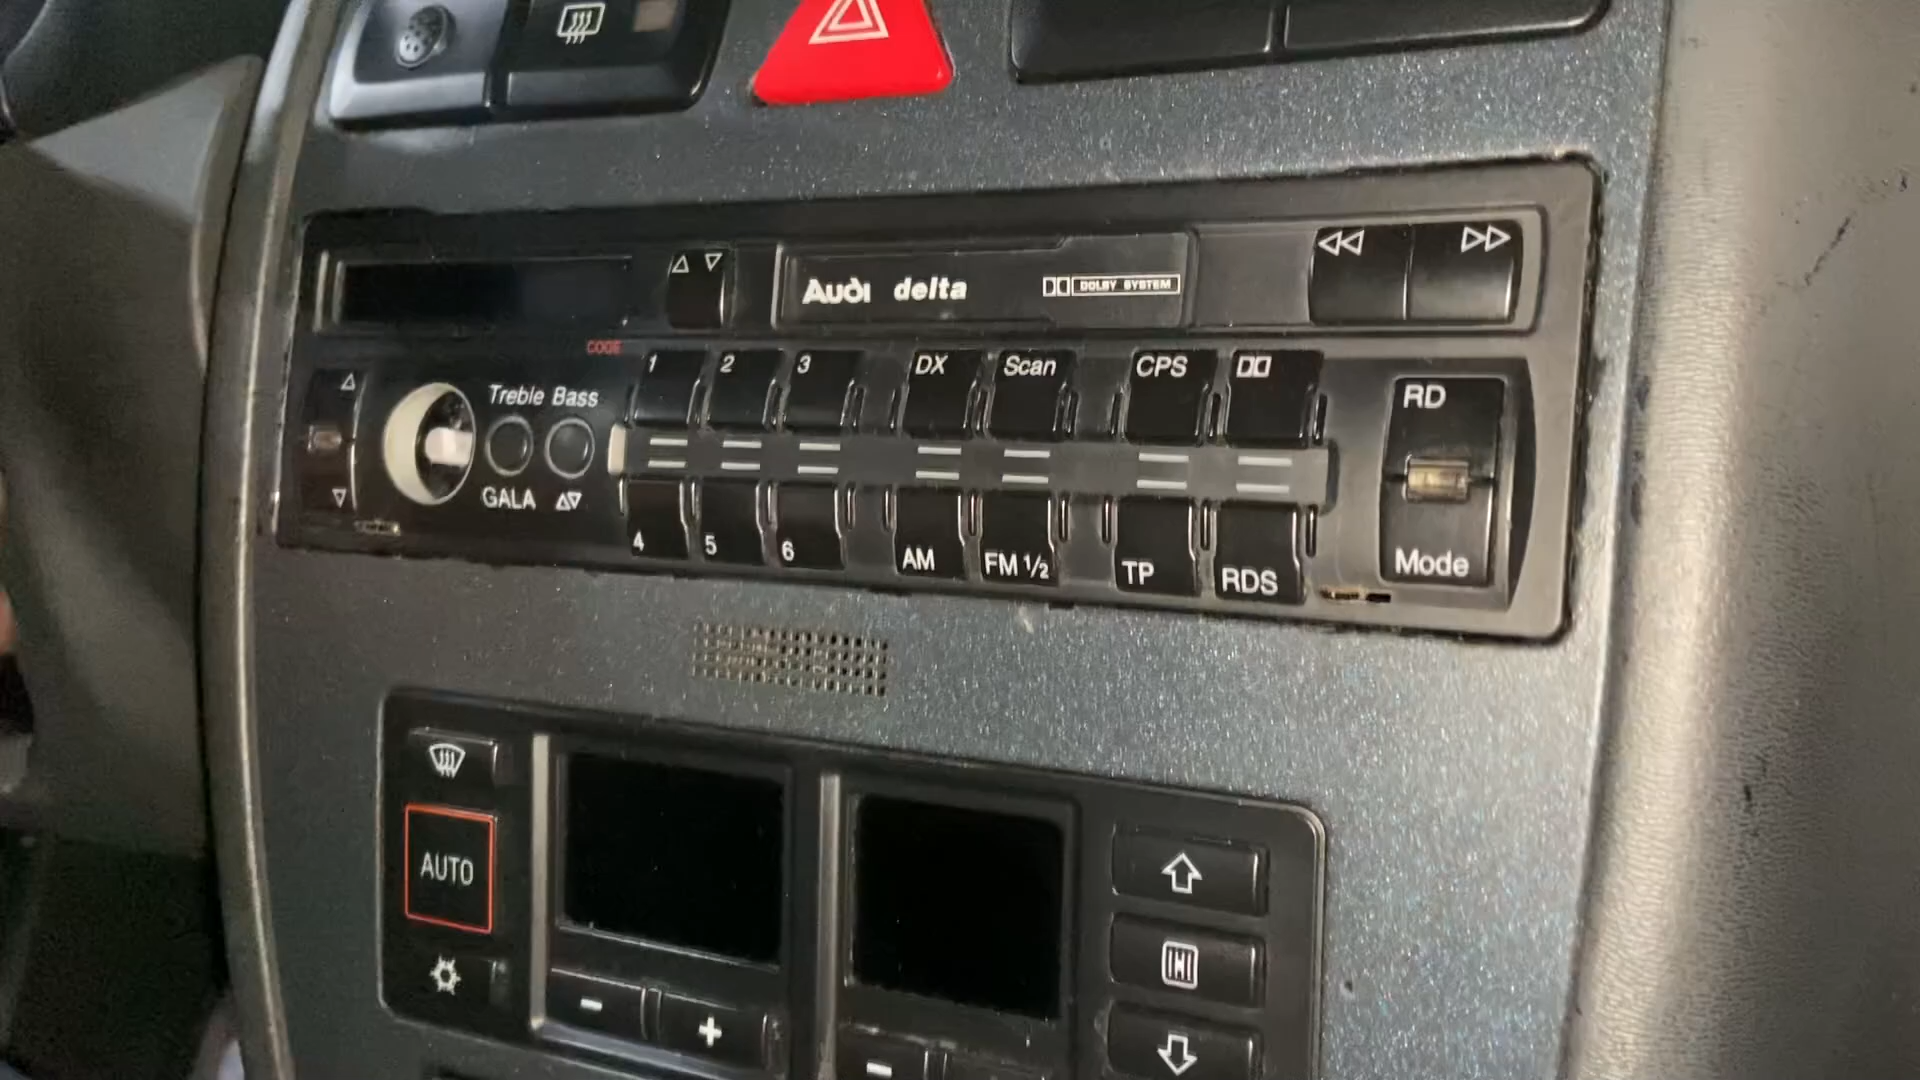 Audi delta DOLBY SYSTEM
CODE
1 2 3 DX Scan CPS
RD
Treble Bass
GALA
4 5 6 AM FM 1/2 TP RDS
Mode
AUTO
- +
-